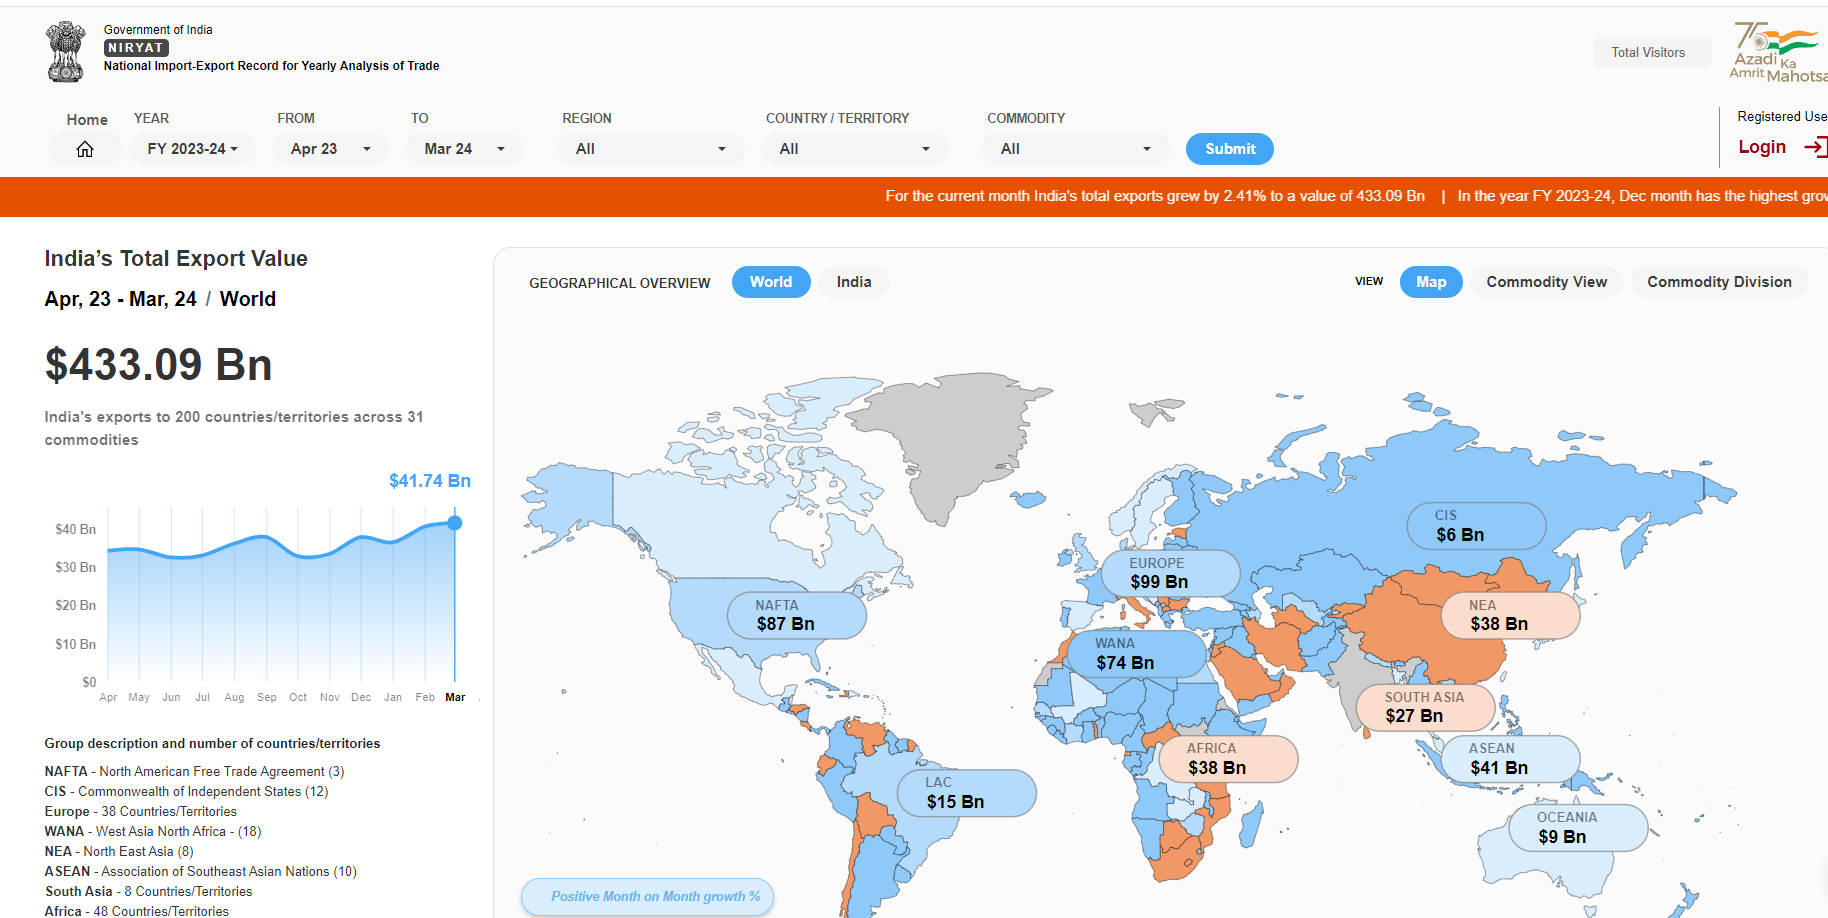 Government of India
NIRYAT
National Import-Export Record for Yearly Analysis of Trade
Total Visitors
75
Azadi Ka
Amrit Mahotsa
Home
YEAR
FROM
TO
REGION
COUNTRY / TERRITORY
COMMODITY
Registered Use
FY 2023-24
Apr 23
Mar 24
All
All
All
Submit
Login
For the current month India's total exports grew by 2.41% to a value of 433.09 Bn | In the year FY 2023-24, Dec month has the highest grow
India’s Total Export Value
Apr, 23 - Mar, 24 / World
$433.09 Bn
India's exports to 200 countries/territories across 31
commodities
$41.74 Bn
$40 Bn
$30 Bn
$20 Bn
$10 Bn
$0
Apr May Jun Jul Aug Sep Oct Nov Dec Jan Feb Mar
Group description and number of countries/territories
NAFTA - North American Free Trade Agreement (3)
CIS - Commonwealth of Independent States (12)
Europe - 38 Countries/Territories
WANA - West Asia North Africa - (18)
NEA - North East Asia (8)
ASEAN - Association of Southeast Asian Nations (10)
South Asia - 8 Countries/Territories
Africa - 48 Countries/Territories
GEOGRAPHICAL OVERVIEW
World
India
VIEW
Map
Commodity View
Commodity Division
CIS
$6 Bn
EUROPE
$99 Bn
NAFTA
$87 Bn
NEA
$38 Bn
WANA
$74 Bn
SOUTH ASIA
$27 Bn
AFRICA
$38 Bn
ASEAN
$41 Bn
LAC
$15 Bn
OCEANIA
$9 Bn
Positive Month on Month growth %